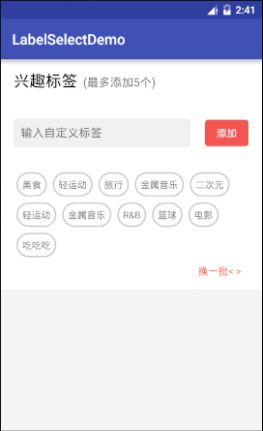 2:41
LabelSelectDemo
兴趣标签 (最多添加5个)
输入自定义标签 添加
美食 轻运动 旅行 金属音乐 二次元
轻运动 金属音乐 R&B 篮球 电影
吃吃吃
换一批< >